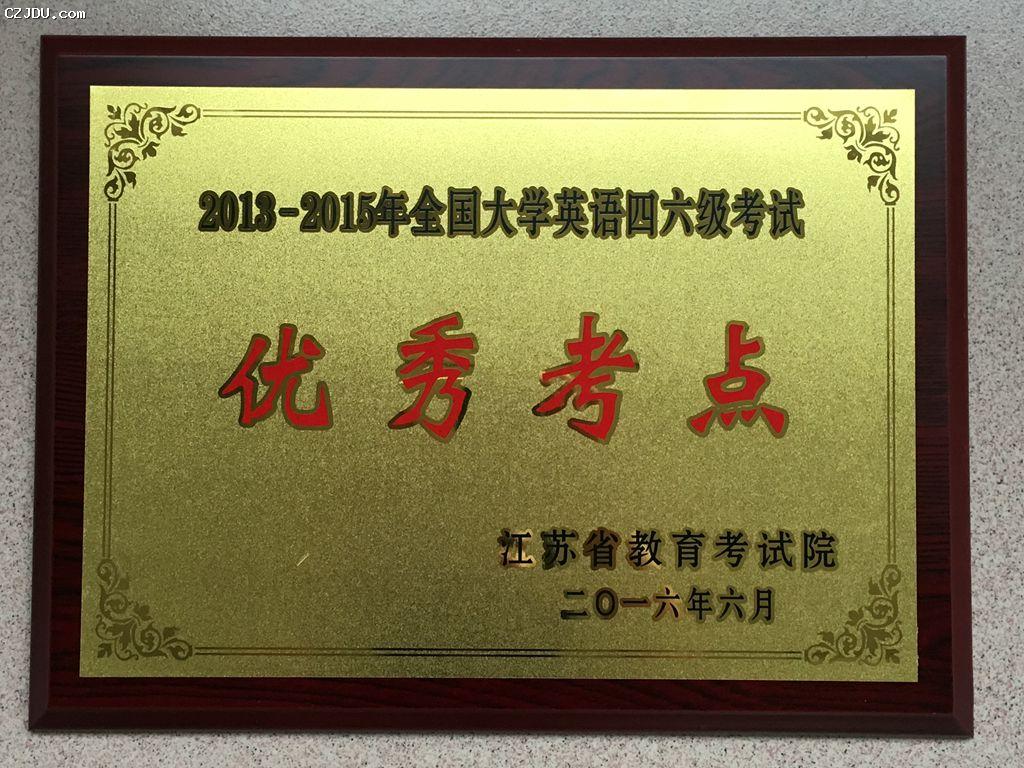 CZJDU.com
2013-2015年全国大学英语四六级考试
优秀考点
江苏省教育考试院
二〇一六年六月